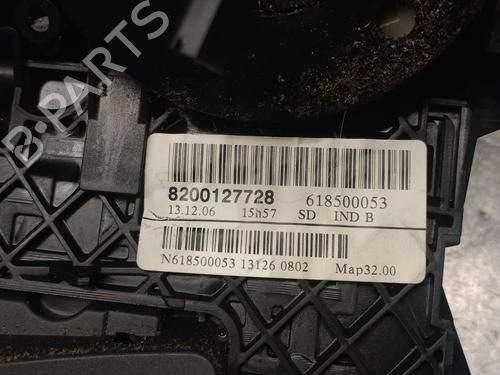 B-PARTS
8200127728 618500053
13.12.06 15h57 SD IND B
N618500053 13126 0802 Map32.00